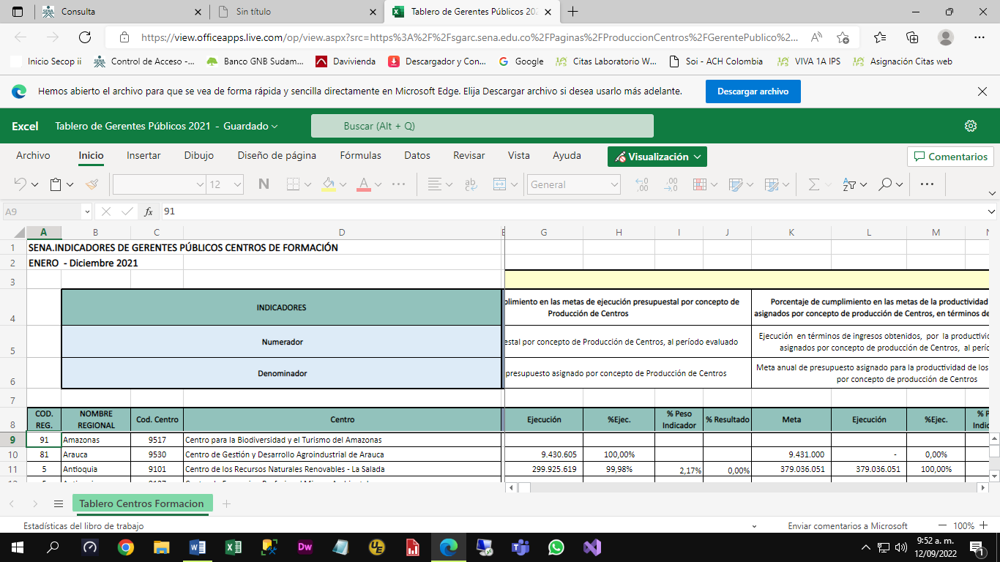 Consulta
Sin título
Tablero de Gerentes Públicos 20
https://view.officeapps.live.com/op/view.aspx?src=https%3A%2F%2Fsgarc.sena.edu.co%2FPaginas%2FProduccionCentros%2FGerentePublico%2...
Inicio Secop ii
Control de Acceso -...
Banco GNB Sudam...
Davivienda
Descargador y Con...
Google
Citas Laboratorio W...
Soi - ACH Colombia
VIVA 1A IPS
Asignación Citas web
Hemos abierto el archivo para que se vea de forma rápida y sencilla directamente en Microsoft Edge. Elija Descargar archivo si desea usarlo más adelante.
Descargar archivo
Excel
Tablero de Gerentes Públicos 2021 - Guardado
Buscar (Alt + Q)
Archivo Inicio Insertar Dibujo Diseño de página Fórmulas Datos Revisar Vista Ayuda
Visualización
Comentarios
12 N A ab General
A9 fx 91
A B C D E G H I J K L M N
1 SENA.INDICADORES DE GERENTES PÚBLICOS CENTROS DE FORMACIÓN
2 ENERO - Diciembre 2021
3
4 INDICADORES
plimiento en las metas de ejecución presupuestal por concepto de
Producción de Centros
Porcentaje de cumplimiento en las metas de la productividad
asignados por concepto de producción de Centros, en términos de
5 Numerador
estal por concepto de Producción de Centros, al período evaluado
Ejecución en términos de ingresos obtenidos, por la productivic
asignados por concepto de producción de Centros, al períc
6 Denominador
presupuesto asignado por concepto de Producción de Centros
Meta anual de presupuesto asignado para la productividad de los
por concepto de producción de Centros
7
8 COD. REG.
NOMBRE REGIONAL
Cod. Centro
Centro
Ejecución
%Ejec.
% Peso Indicador
% Resultado
Meta
Ejecución
%Ejec.
% P
Indic
9 91 Amazonas 9517 Centro para la Biodiversidad y el Turismo del Amazonas
10 81 Arauca 9530 Centro de Gestión y Desarrollo Agroindustrial de Arauca 9.430.605 100,00% 9.431.000 - 0,00%
11 5 Antioquia 9101 Centro de los Recursos Naturales Renovables - La Salada 299.925.619 99,98% 2,17% 0,00% 379.036.051 379.036.051 100,00%
Tablero Centros Formacion
Estadísticas del libro de trabajo
Enviar comentarios a Microsoft
100%
Dw
9:52 a. m.
12/09/2022
1